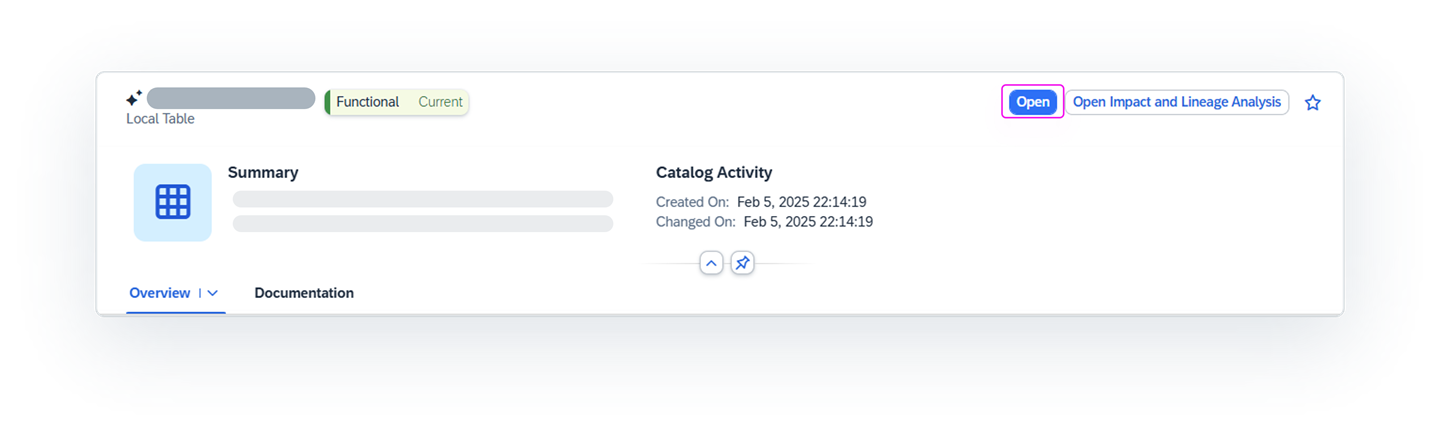 Functional Current
Open
Open Impact and Lineage Analysis
Local Table
Summary
Catalog Activity
Created On: Feb 5, 2025 22:14:19
Changed On: Feb 5, 2025 22:14:19
Overview
Documentation